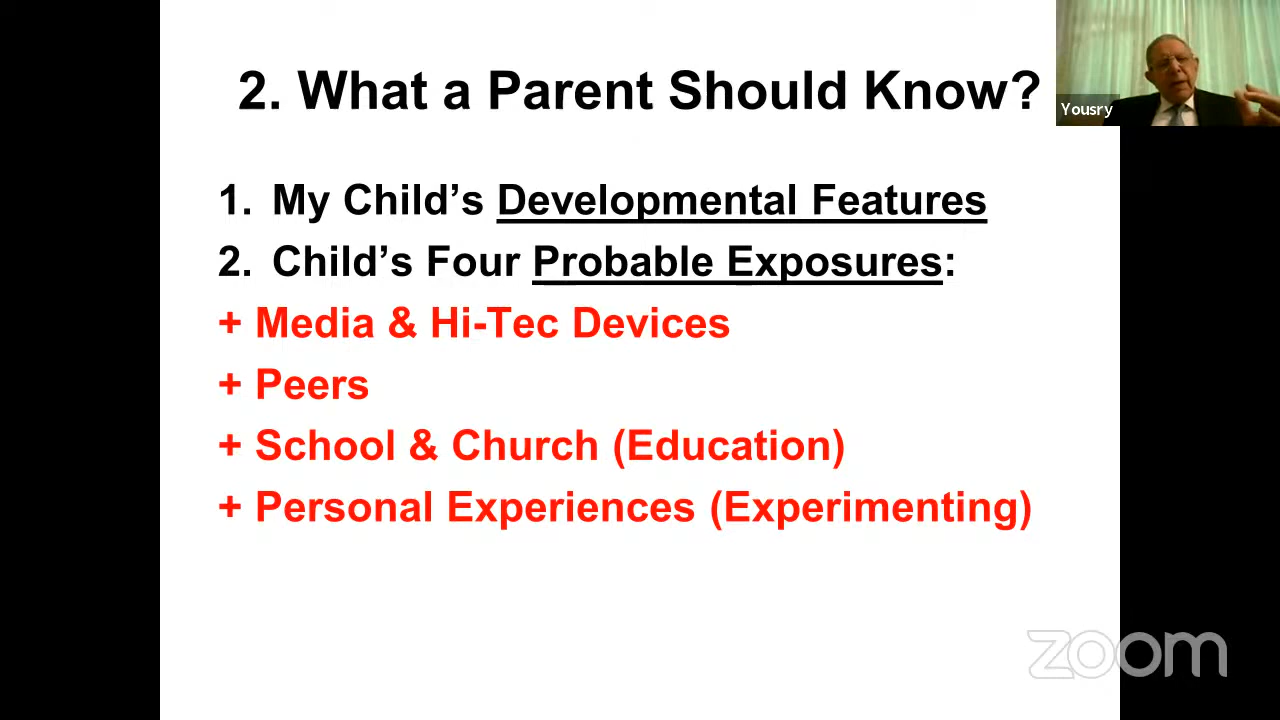 2. What a Parent Should Know?
Yousry
1. My Child’s Developmental Features
2. Child’s Four Probable Exposures:
+ Media & Hi-Tec Devices
+ Peers
+ School & Church (Education)
+ Personal Experiences (Experimenting)
zoom